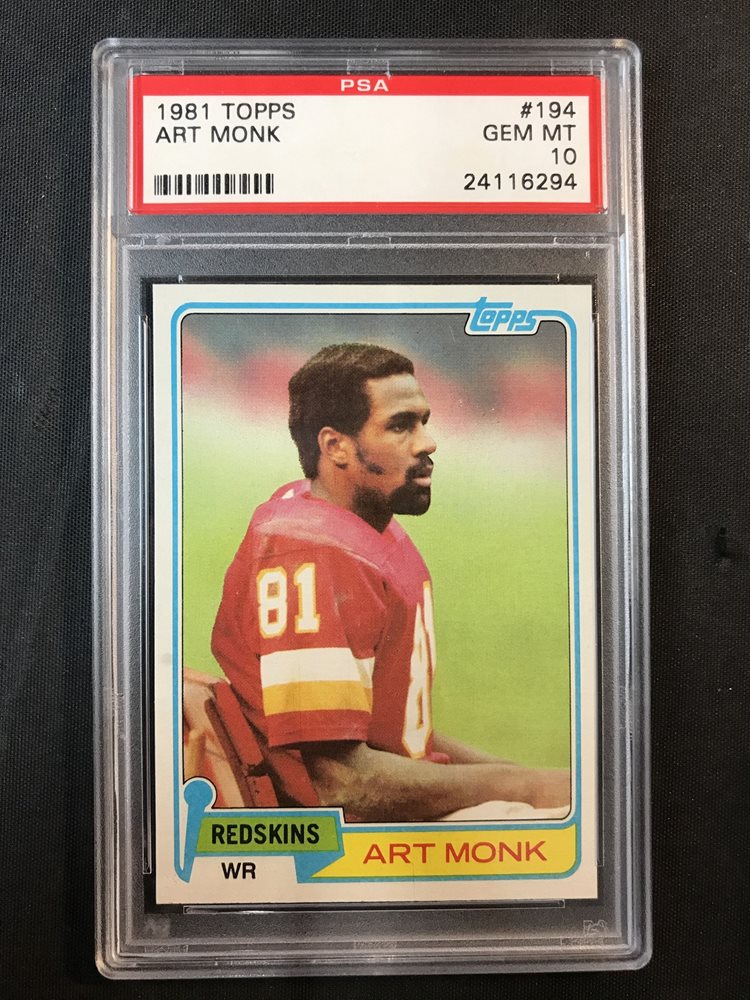 PSA
1981 TOPPS #194
ART MONK GEM MT
10
24116294
topps
81
REDSKINS
WR
ART MONK